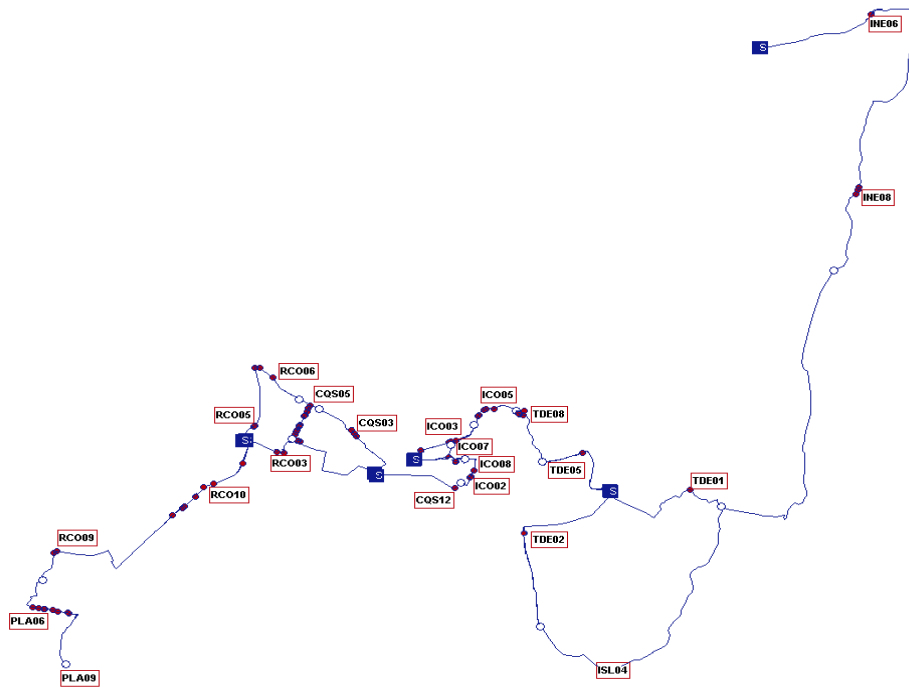 INE06
S
INE08
RCO06
CQS05
ICO05
RCO05
TDE08
CQS03
ICO03
S
ICO07
RCO03
S
ICO08
S
TDE05
ICO02
TDE01
RCO10
S
CQS12
RCO09
TDE02
PLA06
ISL04
PLA09